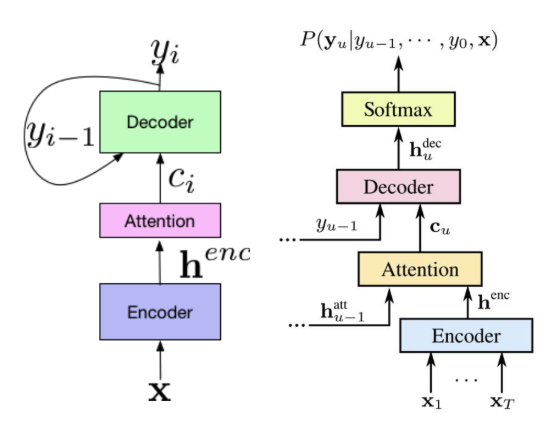 y_i
Decoder
y_{i-1}
c_i
Attention
h^{enc}
Encoder
x
P(y_u|y_{u-1}, ⋯, y_0, x)
Softmax
h_u^{dec}
Decoder
y_{u-1}
c_u
...
Attention
h_{u-1}^{att}
h^{enc}
...
Encoder
x_1 ⋯ x_T